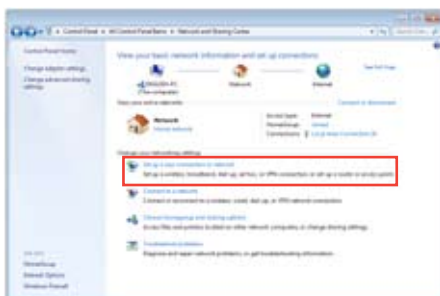 Control Panel > All Control Panel Items > Network and Sharing Center
Control Panel Home
Change adapter settings
Change advanced sharing settings
View your basic network information and set up connections
See full map
(This computer)
Network
Internet
View your active networks
Connect or disconnect
Network
Home network
Access type: Internet
HomeGroup: Joined
Connections: Local Area Connection
Change your networking settings
Set up a new connection or network
Set up a wireless, broadband, dial-up, ad hoc, or VPN connection; or set up a router or access point.
Connect to a network
Connect or reconnect to a wireless, wired, dial-up, or VPN network connection.
Choose homegroup and sharing options
Access files and printers located on other network computers, or change sharing settings.
Troubleshoot problems
Diagnose and repair network problems, or get troubleshooting information.
See also
HomeGroup
Internet Options
Windows Firewall